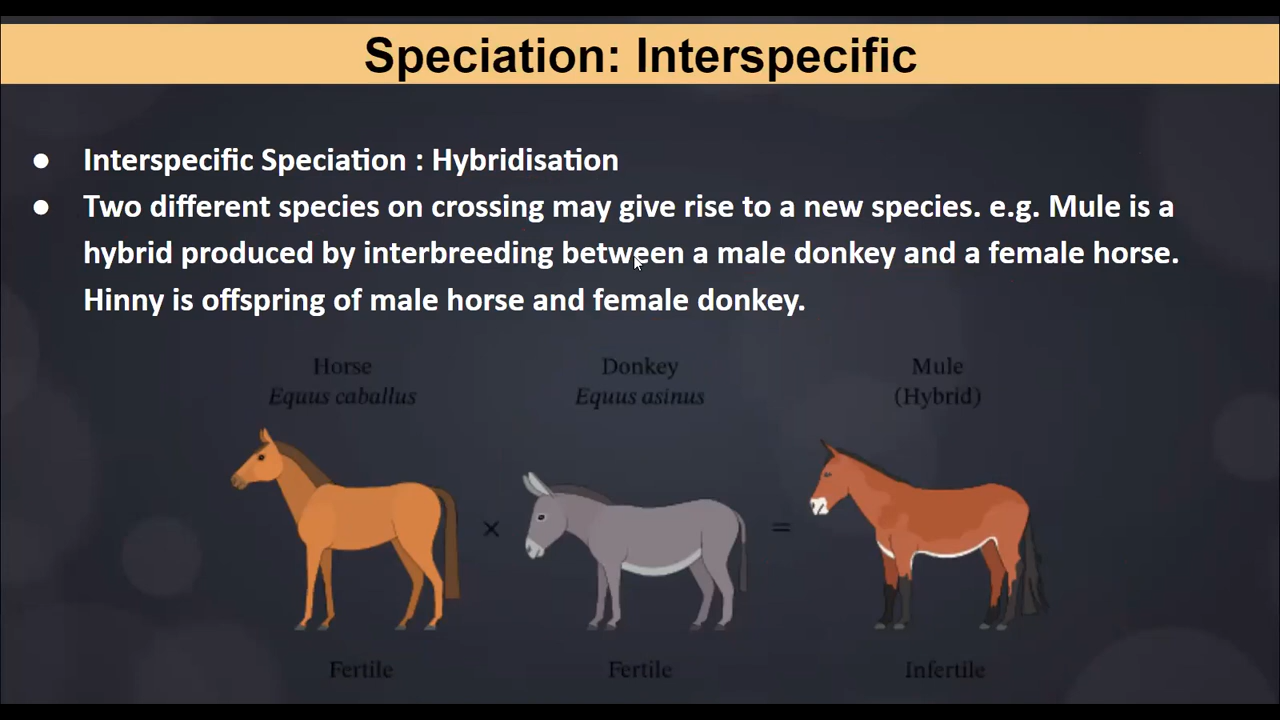 Speciation: Interspecific
● Interspecific Speciation : Hybridisation
● Two different species on crossing may give rise to a new species. e.g. Mule is a
hybrid produced by interbreeding between a male donkey and a female horse.
Hinny is offspring of male horse and female donkey.
Horse Donkey Mule
Equus caballus Equus asinus (Hybrid)
× =
Fertile Fertile Infertile